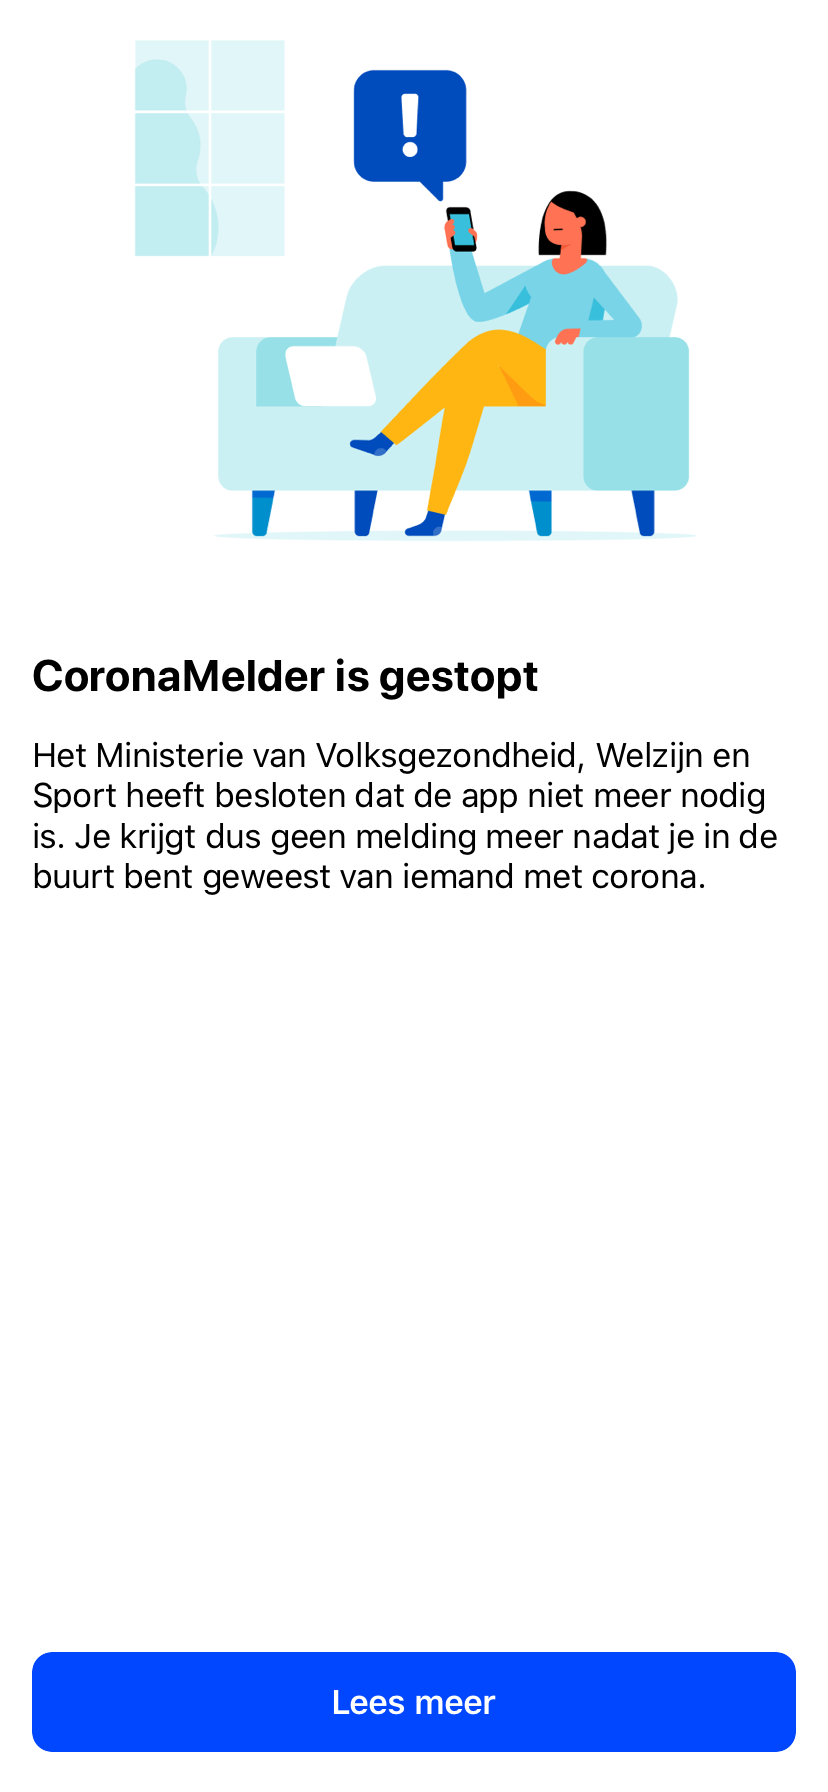 !
CoronaMelder is gestopt
Het Ministerie van Volksgezondheid, Welzijn en
Sport heeft besloten dat de app niet meer nodig
is. Je krijgt dus geen melding meer nadat je in de
buurt bent geweest van iemand met corona.
Lees meer